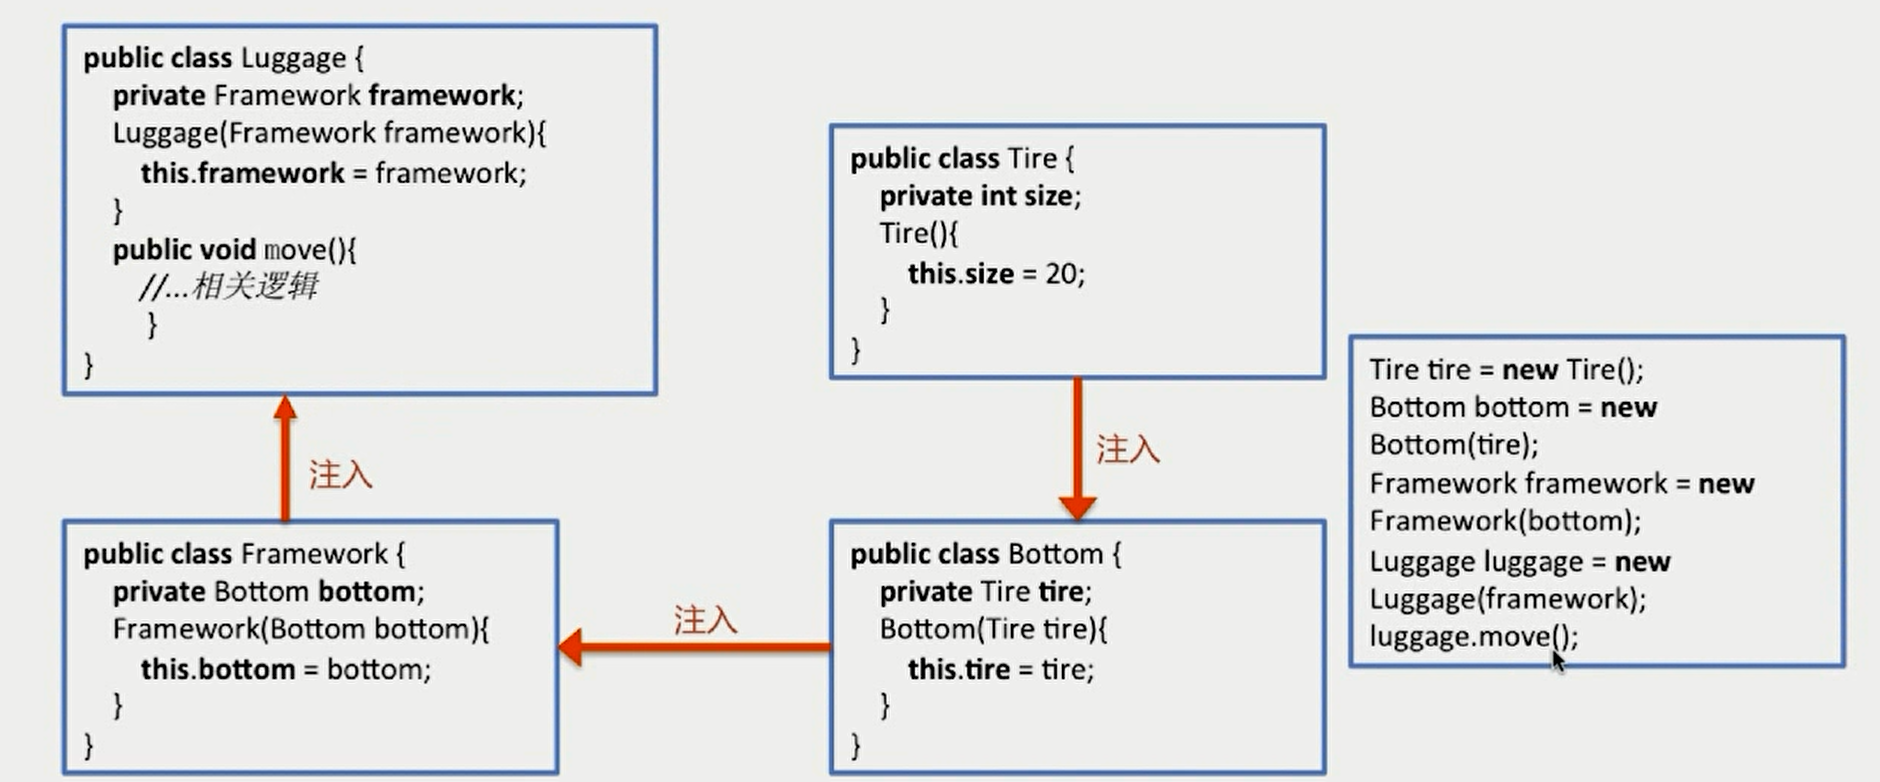 public class Luggage {
private Framework framework;
Luggage(Framework framework){
this.framework = framework;
}
public void move(){
//...相关逻辑
}
}
注入
public class Framework {
private Bottom bottom;
Framework(Bottom bottom){
this.bottom = bottom;
}
}
注入
public class Tire {
private int size;
Tire(){
this.size = 20;
}
}
注入
public class Bottom {
private Tire tire;
Bottom(Tire tire){
this.tire = tire;
}
}
Tire tire = new Tire();
Bottom bottom = new
Bottom(tire);
Framework framework = new
Framework(bottom);
Luggage luggage = new
Luggage(framework);
luggage.move();